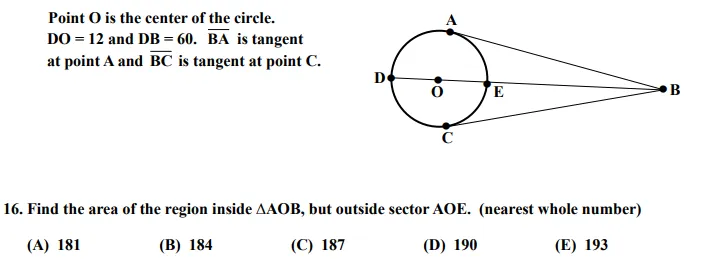 Point O is the center of the circle.
DO = 12 and DB = 60. BA is tangent
at point A and BC is tangent at point C.
A
D
O
E
B
C
16. Find the area of the region inside ΔAOB, but outside sector AOE. (nearest whole number)
(A) 181 (B) 184 (C) 187 (D) 190 (E) 193